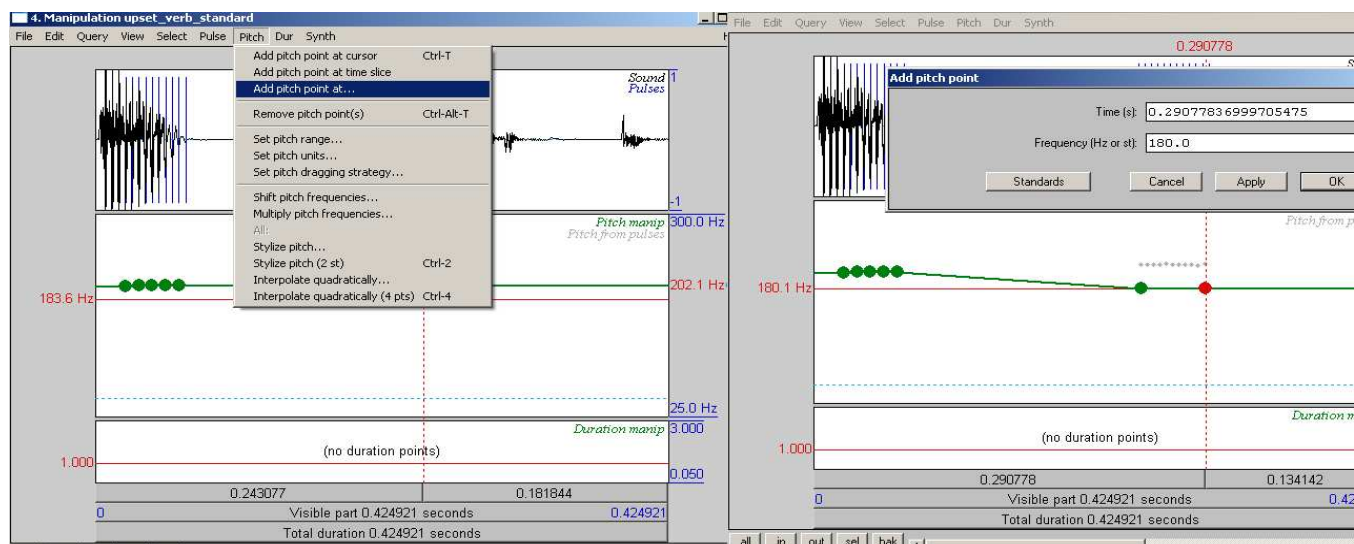 4. Manipulation upset_verb_standard
File Edit Query View Select Pulse Pitch Dur Synth
Add pitch point at cursor Ctrl-T
Add pitch point at time slice
Add pitch point at...
Remove pitch point(s) Ctrl-Alt-T
Set pitch range...
Set pitch units...
Set pitch dragging strategy...
Shift pitch frequencies...
Multiply pitch frequencies...
All:
Stylize pitch...
Stylize pitch (2 st) Ctrl-2
Interpolate quadratically...
Interpolate quadratically (4 pts) Ctrl-4
Sound 1
Pulses
-1
Pitch manip 300.0 Hz
Pitch from pulses
183.6 Hz
202.1 Hz
25.0 Hz
Duration manip 3.000
(no duration points)
1.000
0.050
0.243077 0.181844
0 Visible part 0.424921 seconds 0.424921
Total duration 0.424921 seconds
File Edit Query View Select Pulse Pitch Dur Synth
0.290778
Add pitch point
Time (s): 0.29077836999705475
Frequency (Hz or st): 180.0
Standards Cancel Apply OK
Pitch from p
180.1 Hz
Duration m
(no duration points)
1.000
0.290778 0.134142
0 Visible part 0.424921 seconds 0.42
Total duration 0.424921 seconds
all in out sel bak